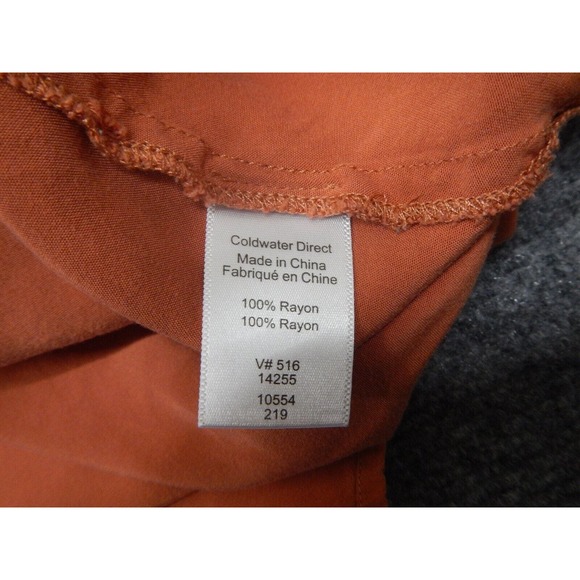 Coldwater Direct
Made in China
Fabriqué en Chine
100% Rayon
100% Rayon
V# 516
14255
10554
219